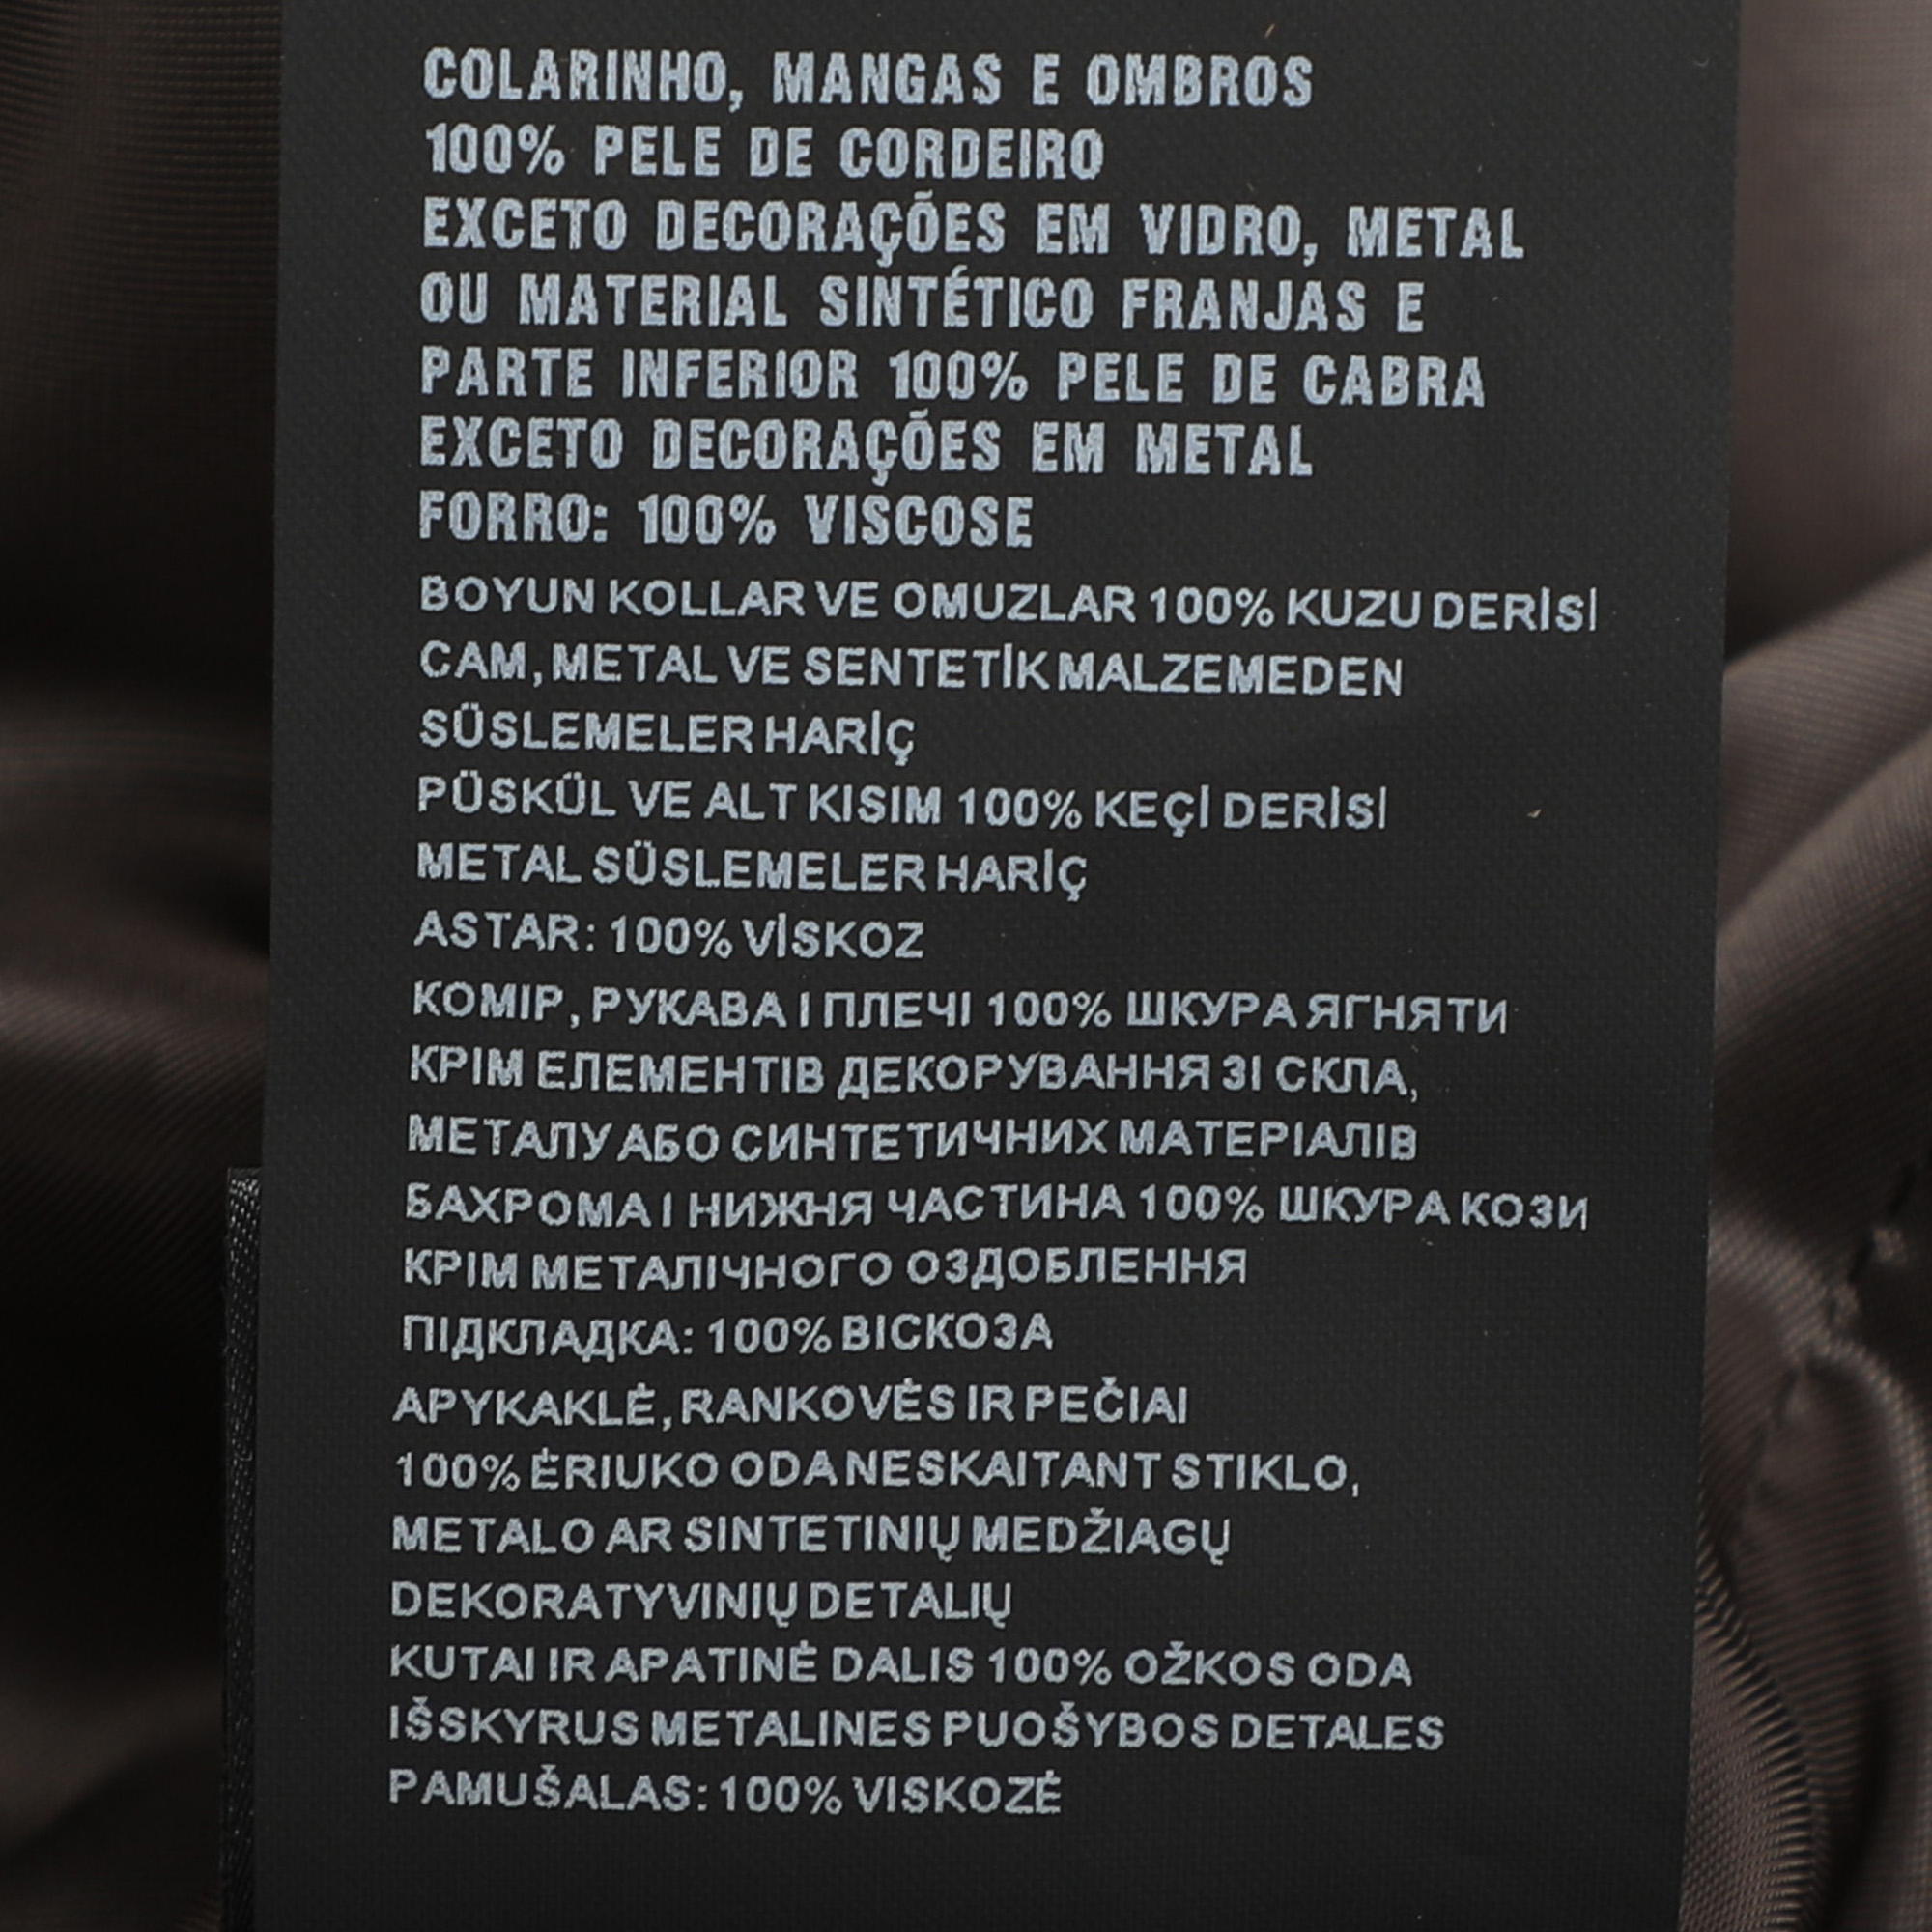 COLARINHO, MANGAS E OMBROS
100% PELE DE CORDEIRO
EXCETO DECORAÇÕES EM VIDRO, METAL
OU MATERIAL SINTÉTICO FRANJAS E
PARTE INFERIOR 100% PELE DE CABRA
EXCETO DECORAÇÕES EM METAL
FORRO: 100% VISCOSE
BOYUN KOLLAR VE OMUZLAR 100% KUZU DERİSİ
CAM, METAL VE SENTETİK MALZEMEDEN
SÜSLEMELER HARİÇ
PÜSKÜL VE ALT KISIM 100% KEÇİ DERİSİ
METAL SÜSLEMELER HARİÇ
ASTAR: 100% VİSKOZ
КОМІР, РУКАВА І ПЛЕЧІ 100% ШКУРА ЯГНЯТИ
КРІМ ЕЛЕМЕНТІВ ДЕКОРУВАННЯ ЗІ СКЛА,
МЕТАЛУ АБО СИНТЕТИЧНИХ МАТЕРІАЛІВ
БАХРОМА І НИЖНЯ ЧАСТИНА 100% ШКУРА КОЗИ
КРІМ МЕТАЛІЧНОГО ОЗДОБЛЕННЯ
ПІДКЛАДКА: 100% ВІСКОЗА
APYKAKLĖ, RANKOVĖS IR PEČIAI
100% ĖRIUKO ODA NESKAITANT STIKLO,
METALO AR SINTETINIŲ MEDŽIAGŲ
DEKORATYVINIŲ DETALIŲ
KUTAI IR APATINĖ DALIS 100% OŽKOS ODA
IŠSKYRUS METALINES PUOŠYBOS DETALES
PAMUŠALAS: 100% VISKOZĖ